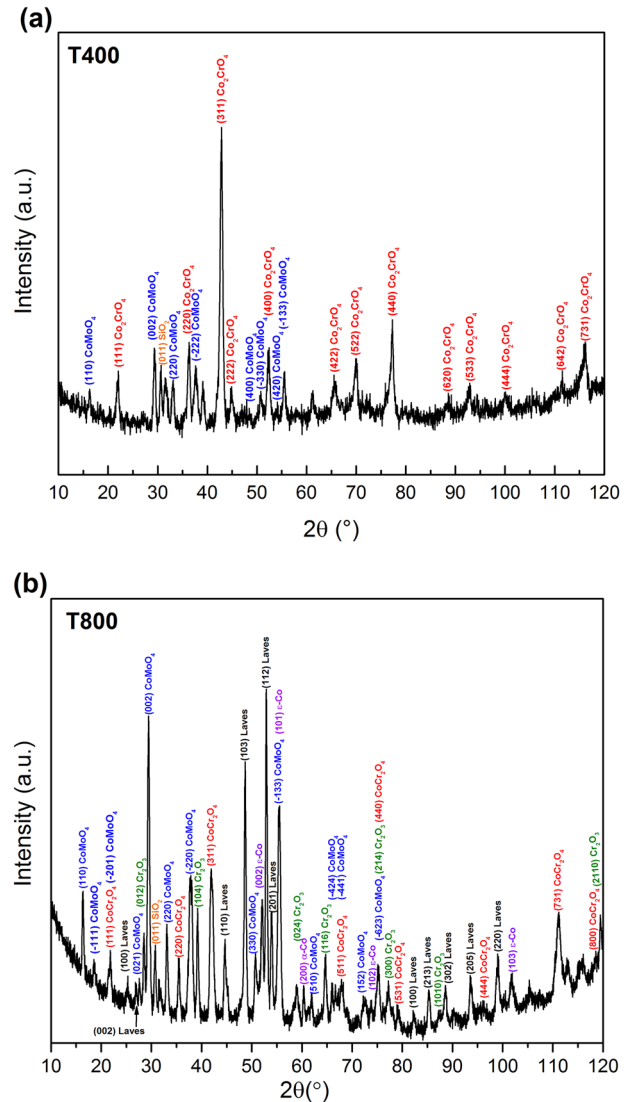 (a)
T400
Intensity (a.u.)
(110) CoMoO₄
(111) Co₂CrO₄
(002) CoMoO₄
(011) SiO₂
(220) CoMoO₄
(220) Co₂CrO₄
(-222) CoMoO₄
(311) Co₂CrO₄
(222) Co₂CrO₄
(400) CoMoO₄
(-330) CoMoO₄
(400) Co₂CrO₄
(420) CoMoO₄
(-133) CoMoO₄
(422) Co₂CrO₄
(522) Co₂CrO₄
(440) Co₂CrO₄
(620) Co₂CrO₄
(533) Co₂CrO₄
(444) Co₂CrO₄
(642) Co₂CrO₄
(731) Co₂CrO₄
10 20 30 40 50 60 70 80 90 100 110 120
2θ (°)
(b)
T800
Intensity (a.u.)
(110) CoMoO₄
(-111) CoMoO₄
(111) CoCr₂O₄ (-201) CoMoO₄
(100) Laves
(002) Laves
(021) CoMoO₄
(012) Cr₂O₃
(002) CoMoO₄
(011) SiO₂
(220) CoMoO₄
(220) CoCr₂O₄
(-220) CoMoO₄
(104) Cr₂O₃
(311) CoCr₂O₄
(110) Laves
(103) Laves
(330) CoMoO₄
(002) ε-Co
(112) Laves
(201) Laves
(-133) CoMoO₄ (101) ε-Co
(024) Cr₂O₃
(200) α-Co
(510) CoMoO₄
(116) Cr₂O₃
(-424) CoMoO₄
(-441) CoMoO₄
(511) CoCr₂O₄
(152) CoMoO₄
(102) ε-Co
(-623) CoMoO₄ (214) Cr₂O₃ (440) CoCr₂O₄
(300) Cr₂O₃
(531) CoCr₂O₄
(100) Laves
(213) Laves
(1010) Cr₂O₃
(302) Laves
(205) Laves
(444) CoCr₂O₄
(220) Laves
(103) ε-Co
(731) CoCr₂O₄
(800) CoCr₂O₄ (2110) Cr₂O₃
10 20 30 40 50 60 70 80 90 100 110 120
2θ(°)